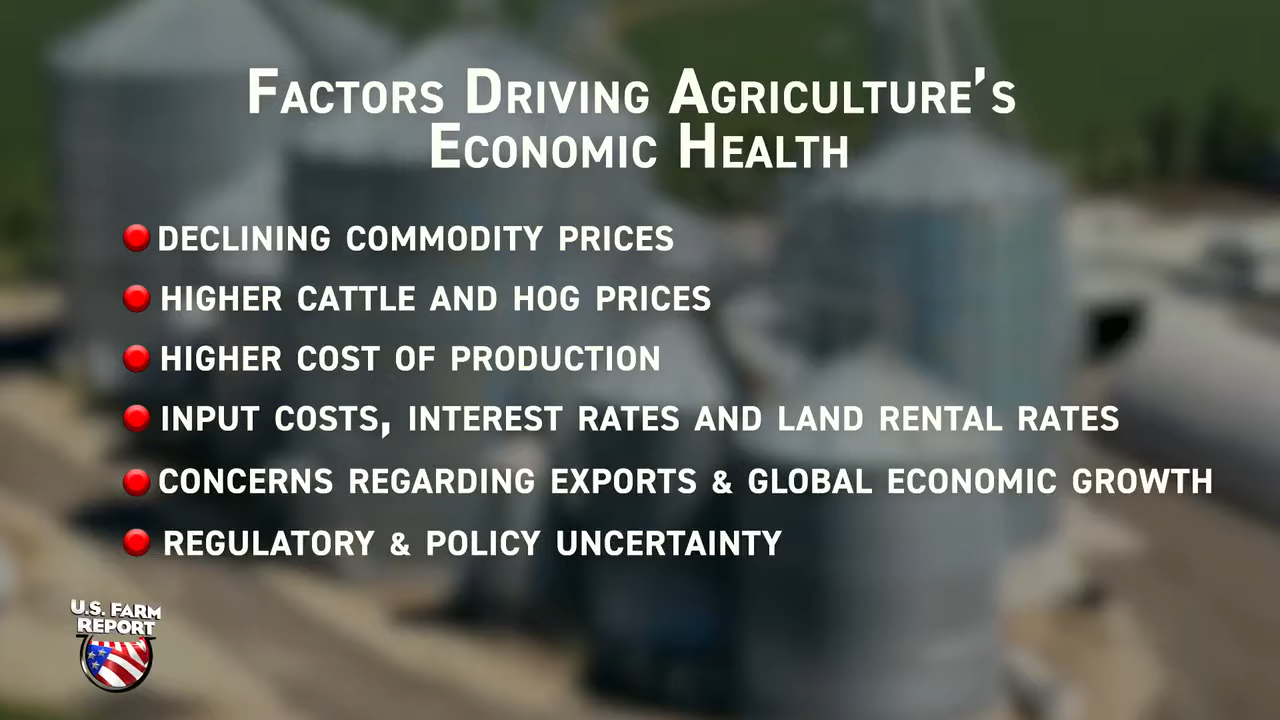 Factors Driving Agriculture's
Economic Health
DECLINING COMMODITY PRICES
HIGHER CATTLE AND HOG PRICES
HIGHER COST OF PRODUCTION
INPUT COSTS, INTEREST RATES AND LAND RENTAL RATES
CONCERNS REGARDING EXPORTS & GLOBAL ECONOMIC GROWTH
REGULATORY & POLICY UNCERTAINTY
U.S. FARM
REPORT